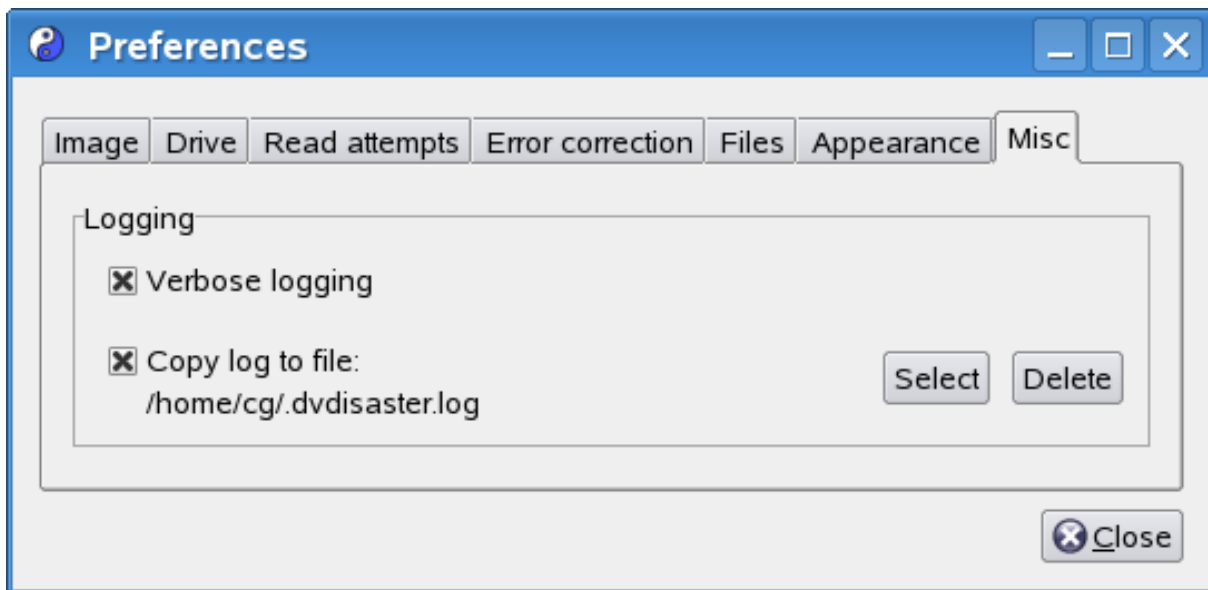 Preferences
Image Drive Read attempts Error correction Files Appearance Misc
Logging
Verbose logging
Copy log to file:
/home/cg/.dvdisaster.log
Select Delete
Close